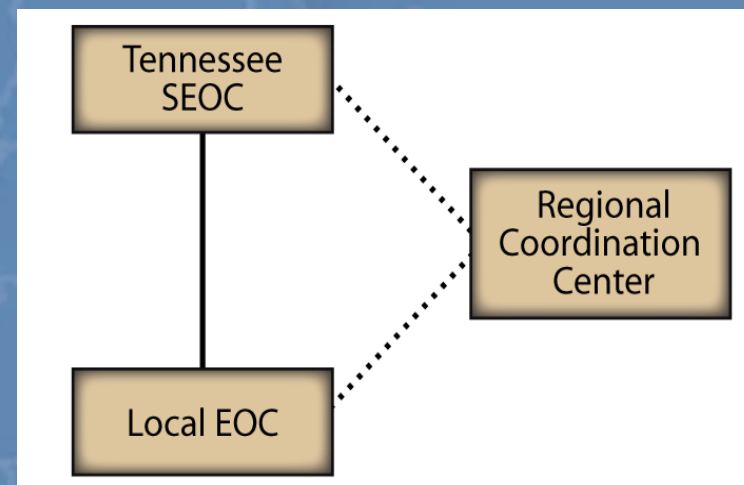 Tennessee
SEOC
Regional
Coordination
Center
Local EOC